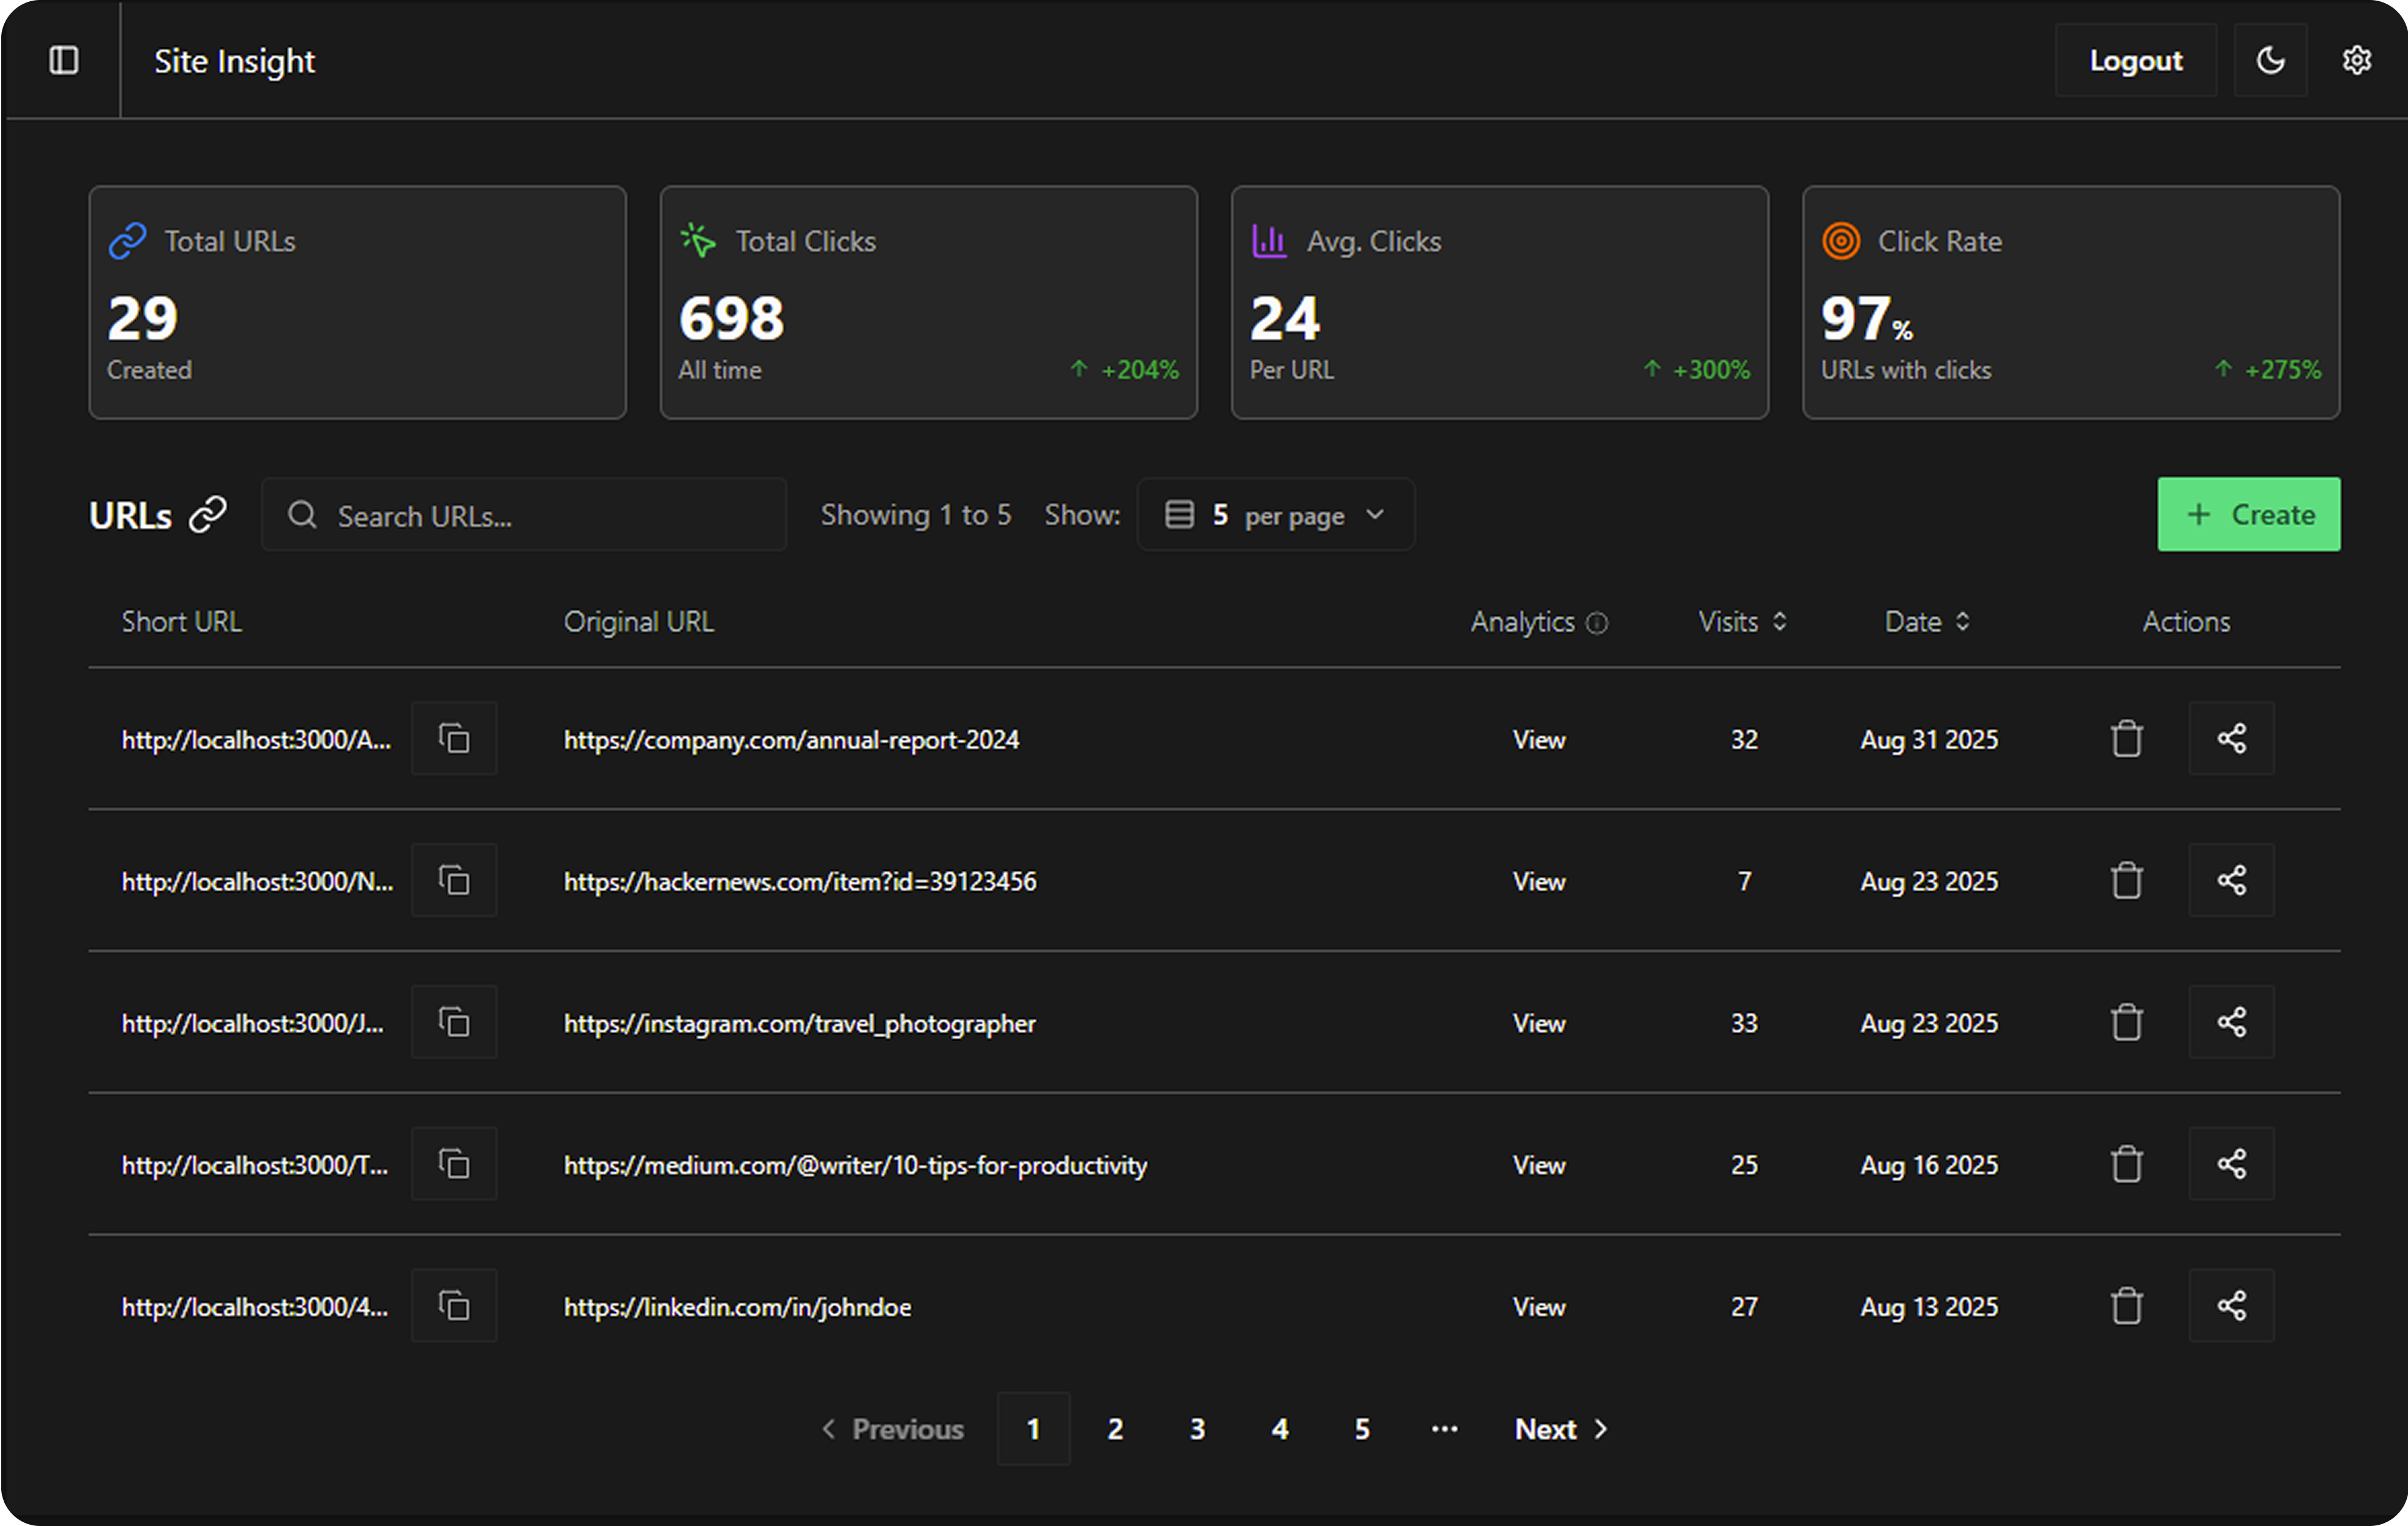 Site Insight
Logout
Total URLs
29
Created
Total Clicks
698
All time
+204%
Avg. Clicks
24
Per URL
+300%
Click Rate
97%
URLs with clicks
+275%
URLs
Search URLs...
Showing 1 to 5
Show:
5 per page
+ Create
Short URL Original URL Analytics Visits Date Actions
http://localhost:3000/A... https://company.com/annual-report-2024 View 32 Aug 31 2025
http://localhost:3000/N... https://hackernews.com/item?id=39123456 View 7 Aug 23 2025
http://localhost:3000/J... https://instagram.com/travel_photographer View 33 Aug 23 2025
http://localhost:3000/T... https://medium.com/@writer/10-tips-for-productivity View 25 Aug 16 2025
http://localhost:3000/4... https://linkedin.com/in/johndoe View 27 Aug 13 2025
Previous 1 2 3 4 5 ... Next